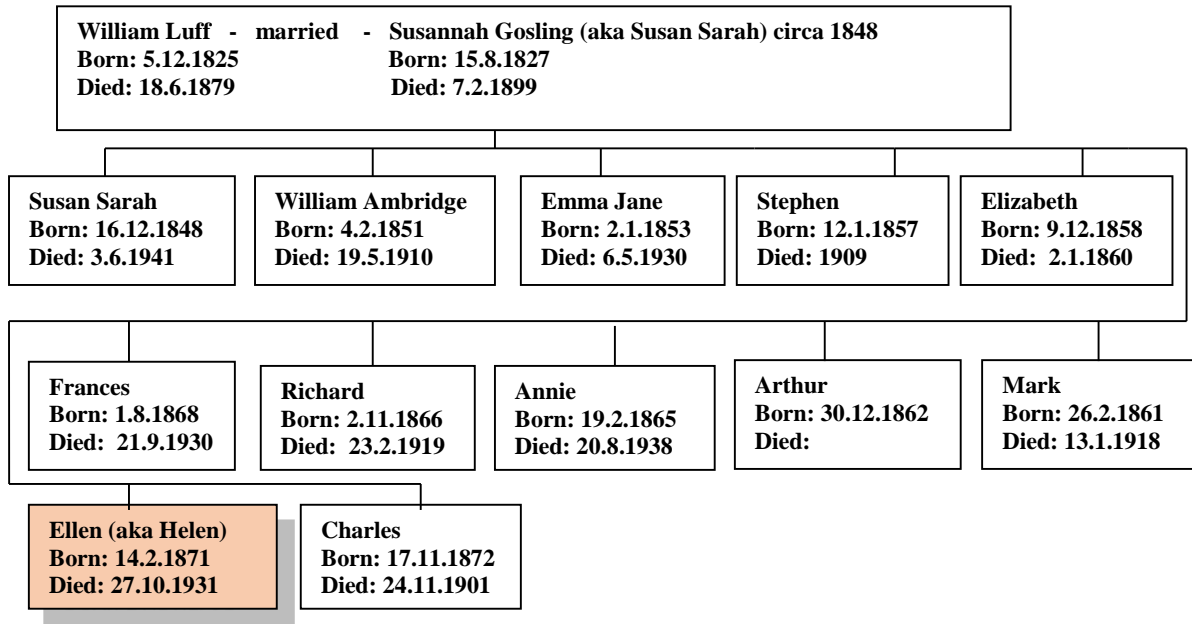 William Luff - married - Susannah Gosling (aka Susan Sarah) circa 1848
Born: 5.12.1825 Born: 15.8.1827
Died: 18.6.1879 Died: 7.2.1899
Susan Sarah
Born: 16.12.1848
Died: 3.6.1941
William Ambridge
Born: 4.2.1851
Died: 19.5.1910
Emma Jane
Born: 2.1.1853
Died: 6.5.1930
Stephen
Born: 12.1.1857
Died: 1909
Elizabeth
Born: 9.12.1858
Died: 2.1.1860
Frances
Born: 1.8.1868
Died: 21.9.1930
Richard
Born: 2.11.1866
Died: 23.2.1919
Annie
Born: 19.2.1865
Died: 20.8.1938
Arthur
Born: 30.12.1862
Died:
Mark
Born: 26.2.1861
Died: 13.1.1918
Ellen (aka Helen)
Born: 14.2.1871
Died: 27.10.1931
Charles
Born: 17.11.1872
Died: 24.11.1901